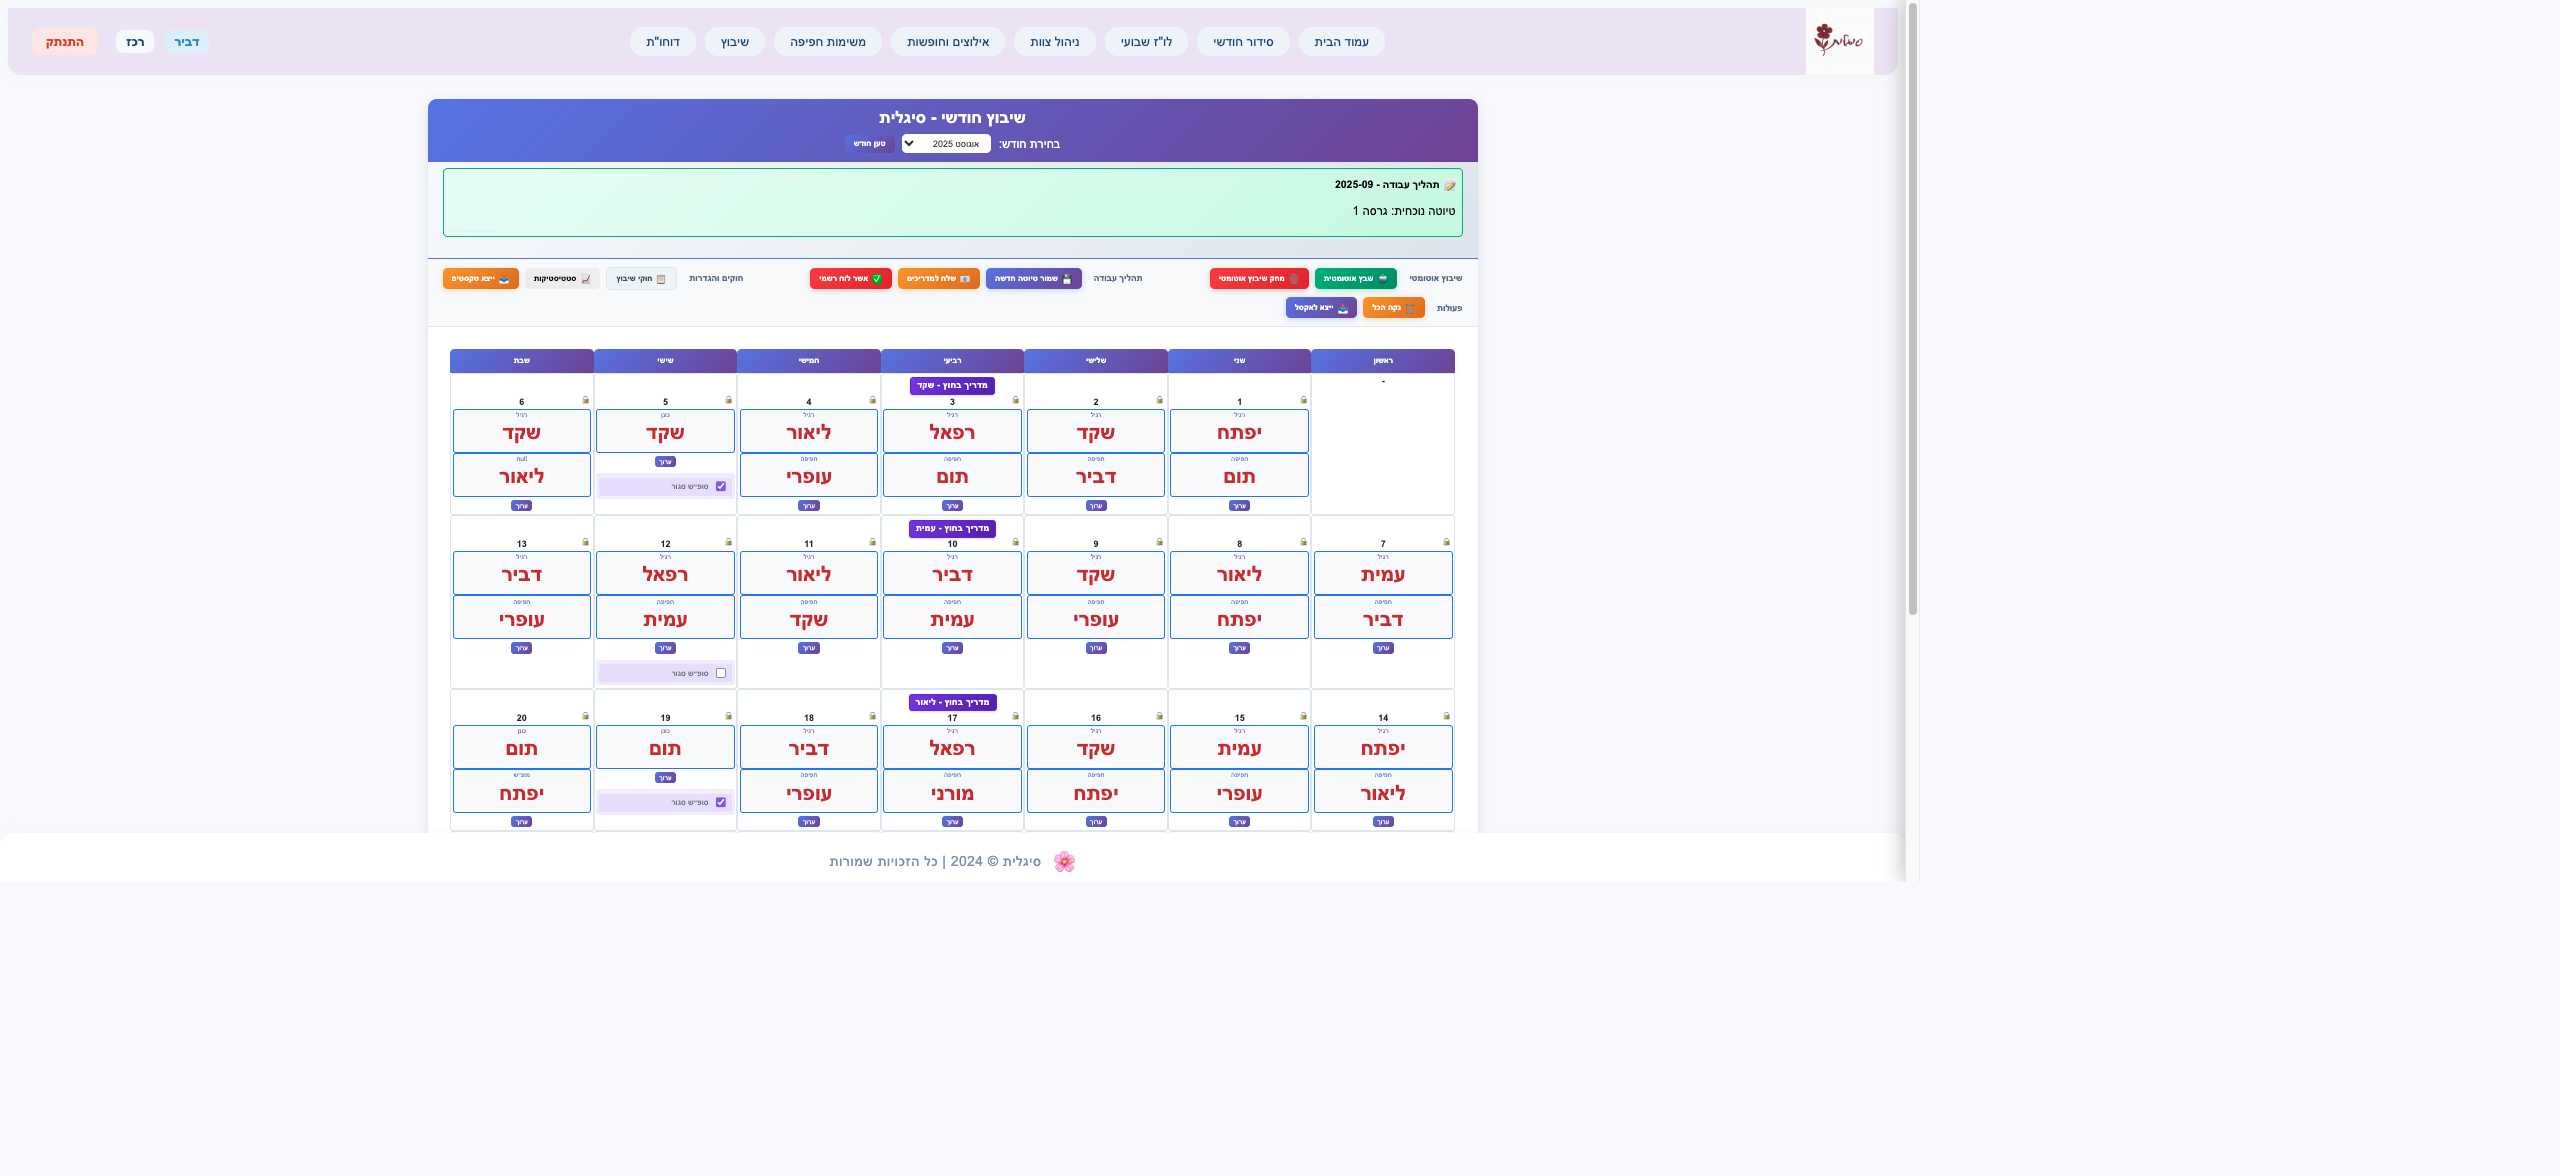 סיגלית
עמוד הבית
סידור חודשי
לו"ז שבועי
ניהול צוות
אילוצים וחופשות
משימות חפיפה
שיבוץ
דוחו"ת
דביר
רכז
התנתק
שיבוץ חודשי - סיגלית
בחירת חודש: אוגוסט 2025 טען חודש
תהליך עבודה - 2025-09
טיוטה נוכחית: גרסה 1
שיבוץ אוטומטי שבץ אוטומטית מחק שיבוץ אוטומטי תהליך עבודה שמור טיוטה חדשה שלח למדריכים אשר לוח רשמי חוקים והגדרות חוקי שיבוץ סטטיסטיקות ייצא טקסטים
פעולות נקה הכל ייצא לאקסל
ראשון שני שלישי רביעי חמישי שישי שבת
-
מדריך בחוץ - שקד
1 2 3 4 5 6
רגיל רגיל רגיל רגיל כונן רגיל
יפתח שקד רפאל ליאור שקד שקד
חפיפה חפיפה חפיפה חפיפה null
תום דביר תום עופרי ליאור
ערוך ערוך ערוך ערוך ערוך ערוך
סופ״ש סגור
מדריך בחוץ - עמית
7 8 9 10 11 12 13
רגיל רגיל רגיל רגיל רגיל רגיל רגיל
עמית ליאור שקד דביר ליאור רפאל דביר
חפיפה חפיפה חפיפה חפיפה חפיפה חפיפה חפיפה
דביר יפתח עופרי עמית שקד עמית עופרי
ערוך ערוך ערוך ערוך ערוך ערוך ערוך
סופ״ש סגור
מדריך בחוץ - ליאור
14 15 16 17 18 19 20
רגיל רגיל רגיל רגיל רגיל כונן כונן
יפתח עמית שקד רפאל דביר תום תום
חפיפה חפיפה חפיפה חפיפה חפיפה מוצ״ש
ליאור עופרי יפתח מורני עופרי יפתח
ערוך ערוך ערוך ערוך ערוך ערוך ערוך
סופ״ש סגור
סיגלית © 2024 | כל הזכויות שמורות